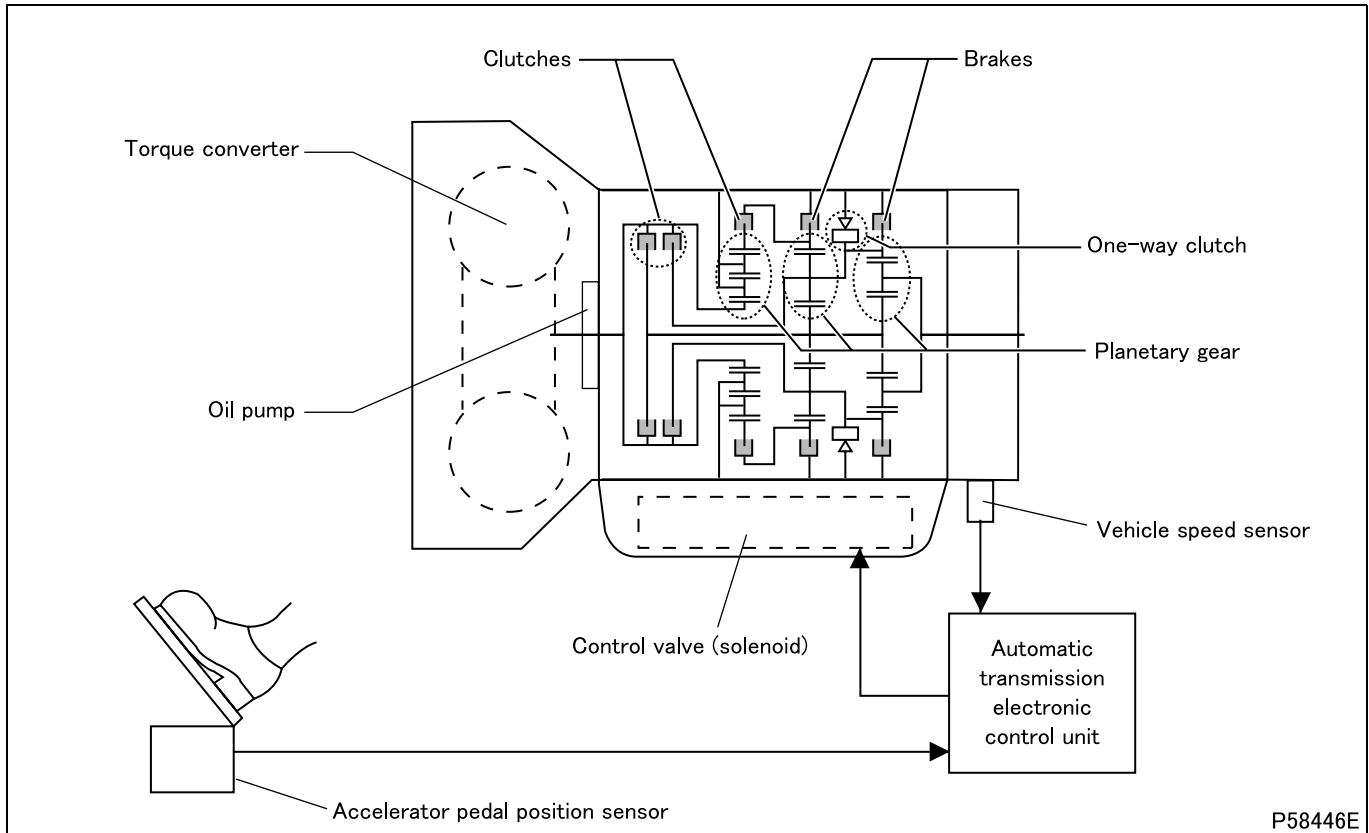 Clutches
Brakes
Torque converter
One-way clutch
Planetary gear
Oil pump
Vehicle speed sensor
Control valve (solenoid)
Automatic
transmission
electronic
control unit
Accelerator pedal position sensor
P58446E